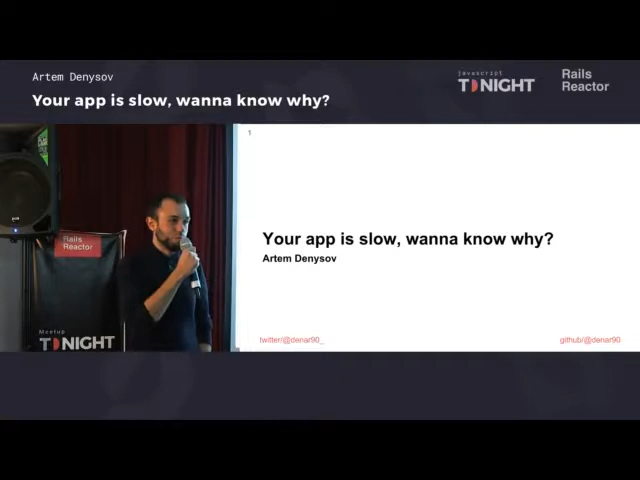 Artem Denysov
Your app is slow, wanna know why?
javascript
TONIGHT
Rails
Reactor
1
Your app is slow, wanna know why?
Artem Denysov
twitter/@denar90_
github/@denar90
Rails
Reactor
Meetup
TONIGHT